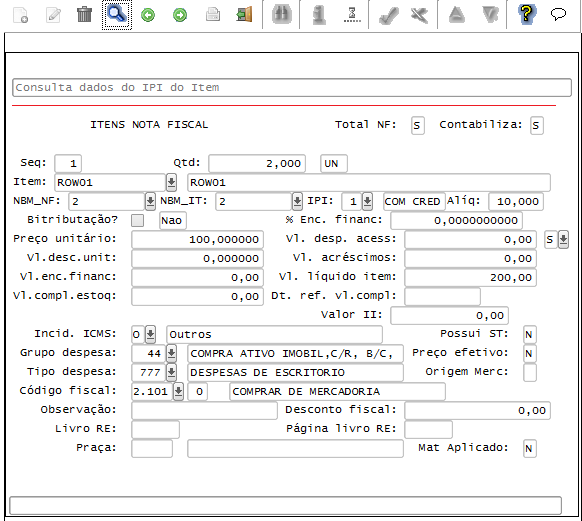 Consulta dados do IPI do Item
ITENS NOTA FISCAL Total NF: S Contabiliza: S
Seq: 1 Qtd: 2,000 UN
Item: ROW01 ROW01
NBM_NF: 2 NBM_IT: 2 IPI: 1 COM CRED Alíq: 10,000
Bitributação? Nao % Enc. financ: 0,0000000000
Preço unitário: 100,000000 Vl. desp. acess: 0,00 S
Vl.desc.unit: 0,000000 Vl. acréscimos: 0,00
Vl.enc.financ: 0,00 Vl. líquido item: 200,00
Vl.compl.estoq: 0,00 Dt. ref. vl.compl:
Valor II: 0,00
Incid. ICMS: O Outros Possui ST: N
Grupo despesa: 44 COMPRA ATIVO IMOBIL,C/R, B/C, Preço efetivo: N
Tipo despesa: 777 DESPESAS DE ESCRITORIO Origem Merc:
Código fiscal: 2.101 0 COMPRAR DE MERCADORIA
Observação: Desconto fiscal: 0,00
Livro RE: Página livro RE:
Praça: Mat Aplicado: N